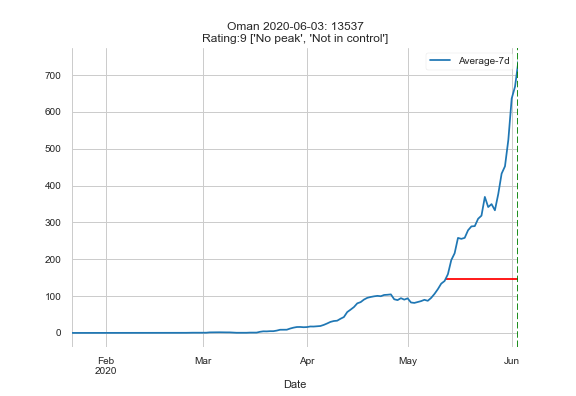 Oman 2020-06-03: 13537
Rating:9 ['No peak', 'Not in control']
Average-7d
700
600
500
400
300
200
100
0
Feb
2020
Mar
Apr
May
Jun
Date